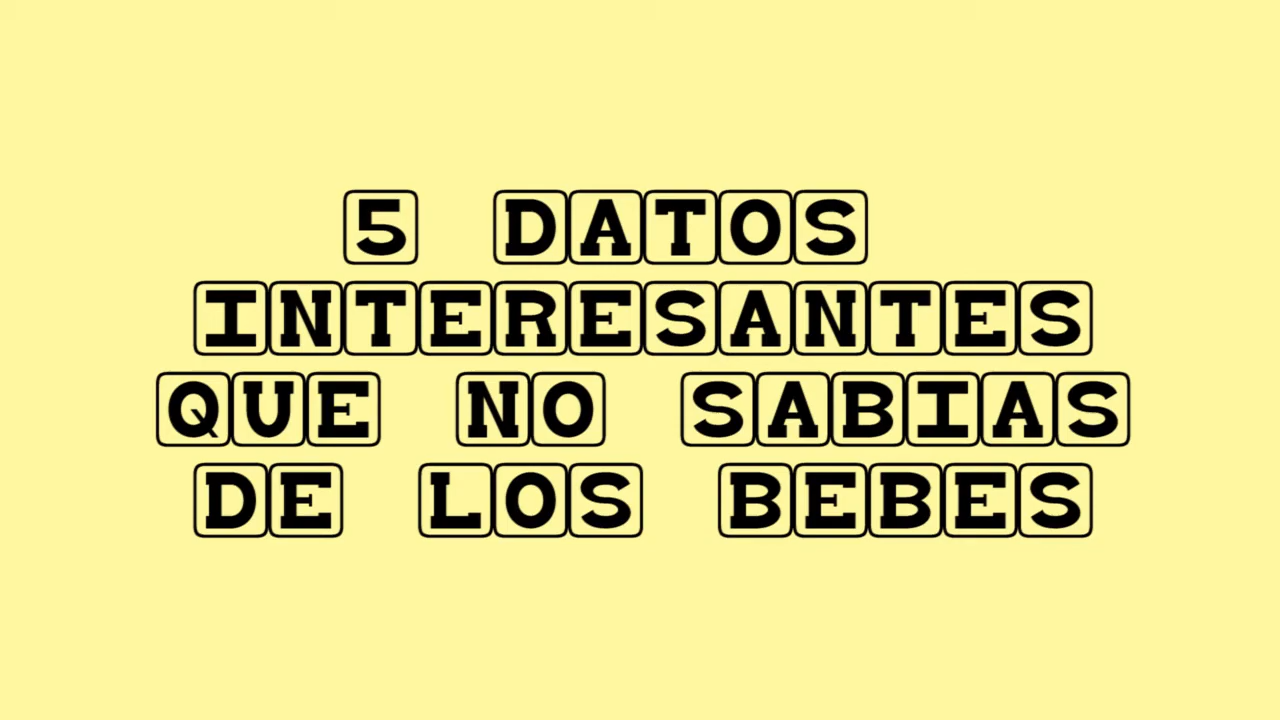 5 DATOS
INTERESANTES
QUE NO SABIAS
DE LOS BEBES